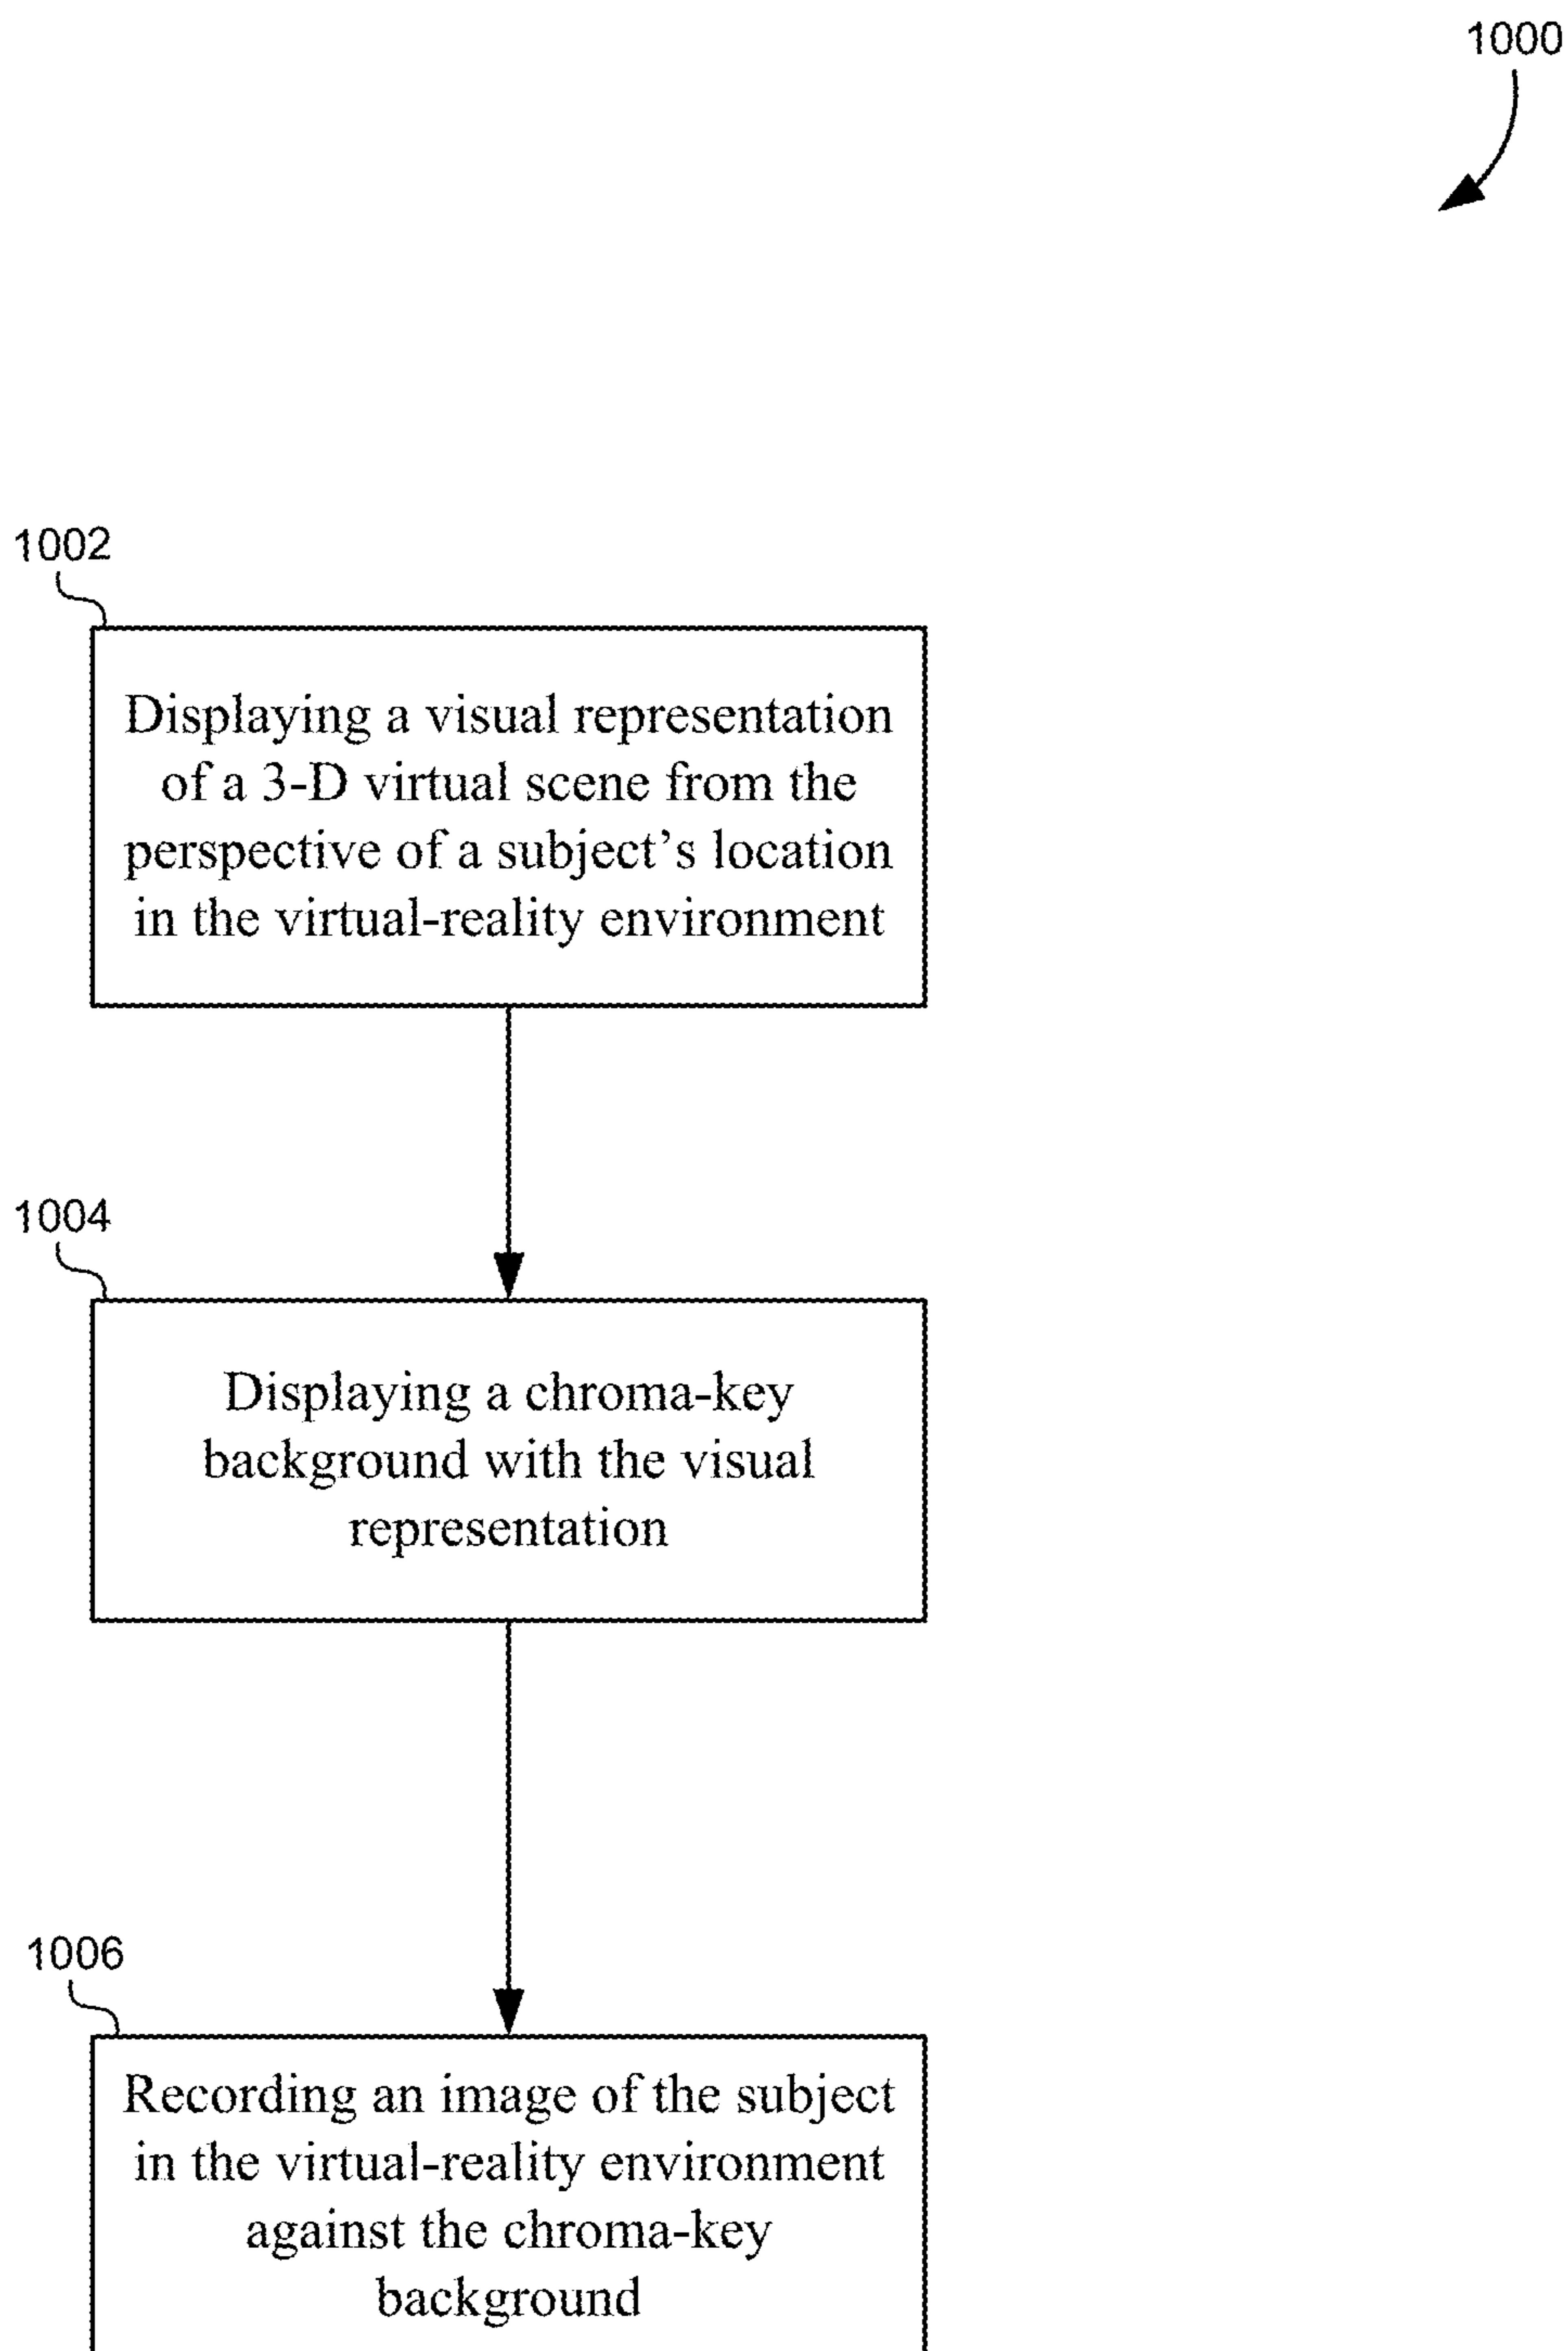 1000
1002
Displaying a visual representation
of a 3-D virtual scene from the
perspective of a subject’s location
in the virtual-reality environment
1004
Displaying a chroma-key
background with the visual
representation
1006
Recording an image of the subject
in the virtual-reality environment
against the chroma-key
background